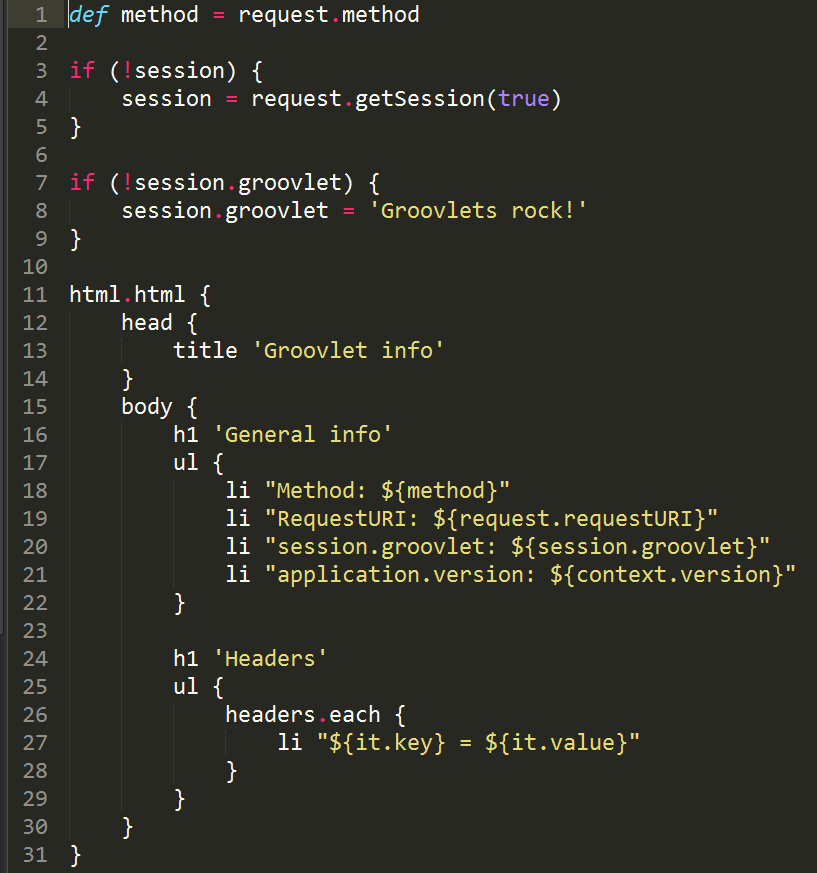 1 def method = request.method
2
3 if (!session) {
4     session = request.getSession(true)
5 }
6
7 if (!session.groovlet) {
8     session.groovlet = 'Groovlets rock!'
9 }
10
11 html.html {
12     head {
13         title 'Groovlet info'
14     }
15     body {
16         h1 'General info'
17         ul {
18             li "Method: ${method}"
19             li "RequestURI: ${request.requestURI}"
20             li "session.groovlet: ${session.groovlet}"
21             li "application.version: ${context.version}"
22         }
23
24         h1 'Headers'
25         ul {
26             headers.each {
27                 li "${it.key} = ${it.value}"
28             }
29         }
30     }
31 }